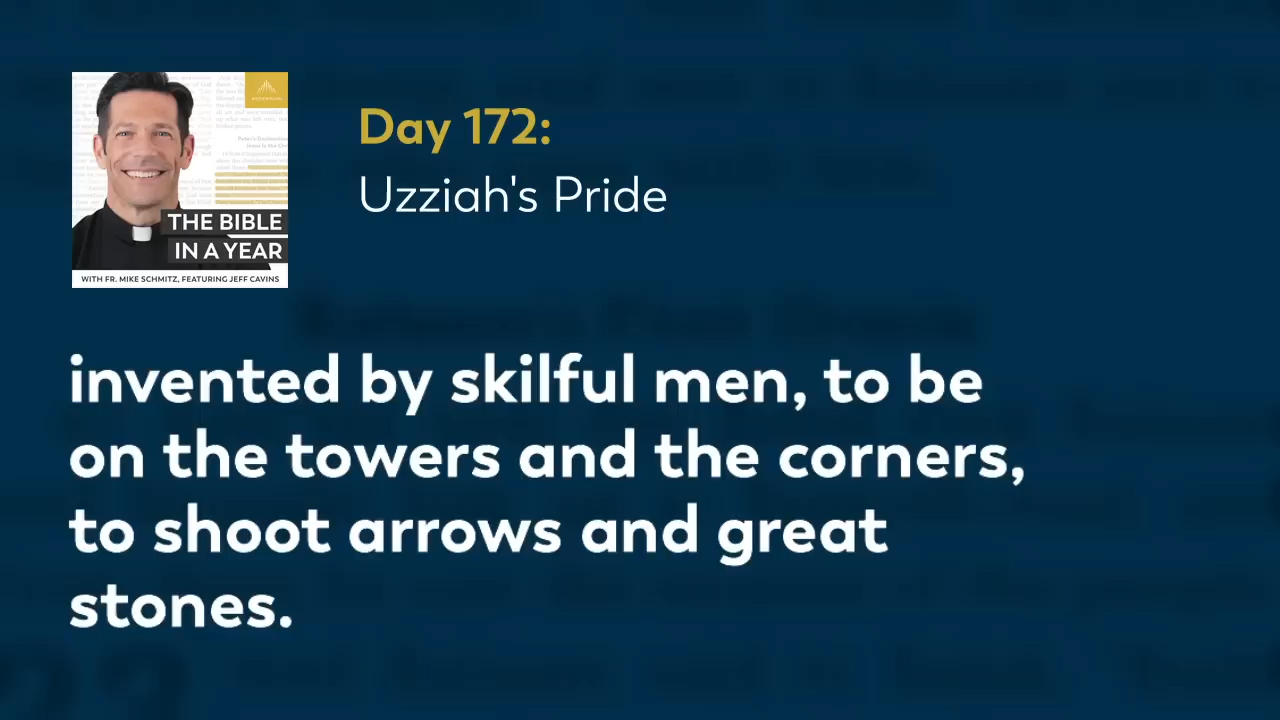 Day 172:
Uzziah's Pride
THE BIBLE
IN A YEAR
WITH FR. MIKE SCHMITZ, FEATURING JEFF CAVINS
invented by skilful men, to be
on the towers and the corners,
to shoot arrows and great
stones.